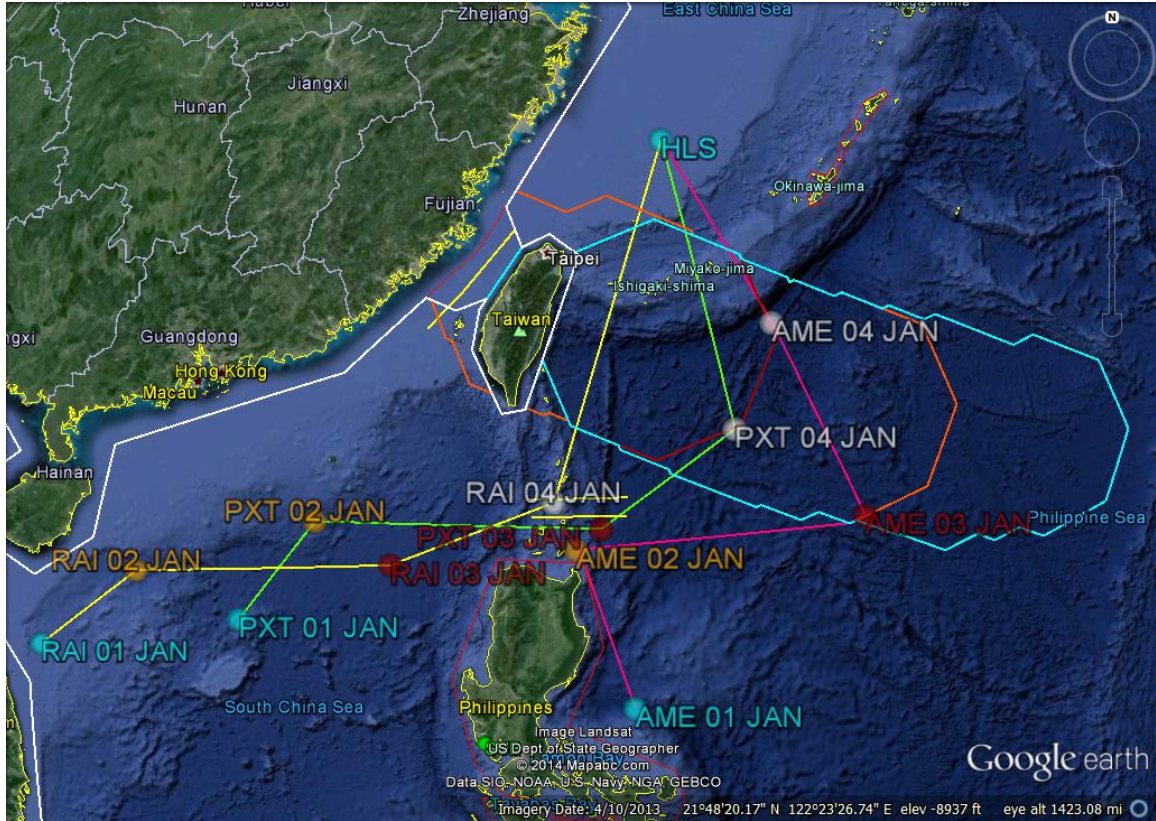 Zhejiang
East China Sea
N
Jiangxi
Hunan
HLS
Okinawa-jima
Fujian
Taipei
Miyako-jima
Ishigaki-shima
Taiwan
AME 04 JAN
gxi
Guangdong
Hong Kong
Macau
PXT 04 JAN
Hainan
RAI 04 JAN
PXT 02 JAN
AME 03 JAN
Philippine Sea
PXT 03 JAN
RAI 02 JAN
AME 02 JAN
RAI 03 JAN
PXT 01 JAN
RAI 01 JAN
South China Sea
Philippines
AME 01 JAN
Image Landsat
US Dept of State Geographer
© 2014 Mapabc.com
Data SIO, NOAA, U.S. Navy, NGA, GEBCO
Google earth
Imagery Date: 4/10/2013 21°48'20.17" N 122°23'26.74" E elev -8937 ft eye alt 1423.08 mi